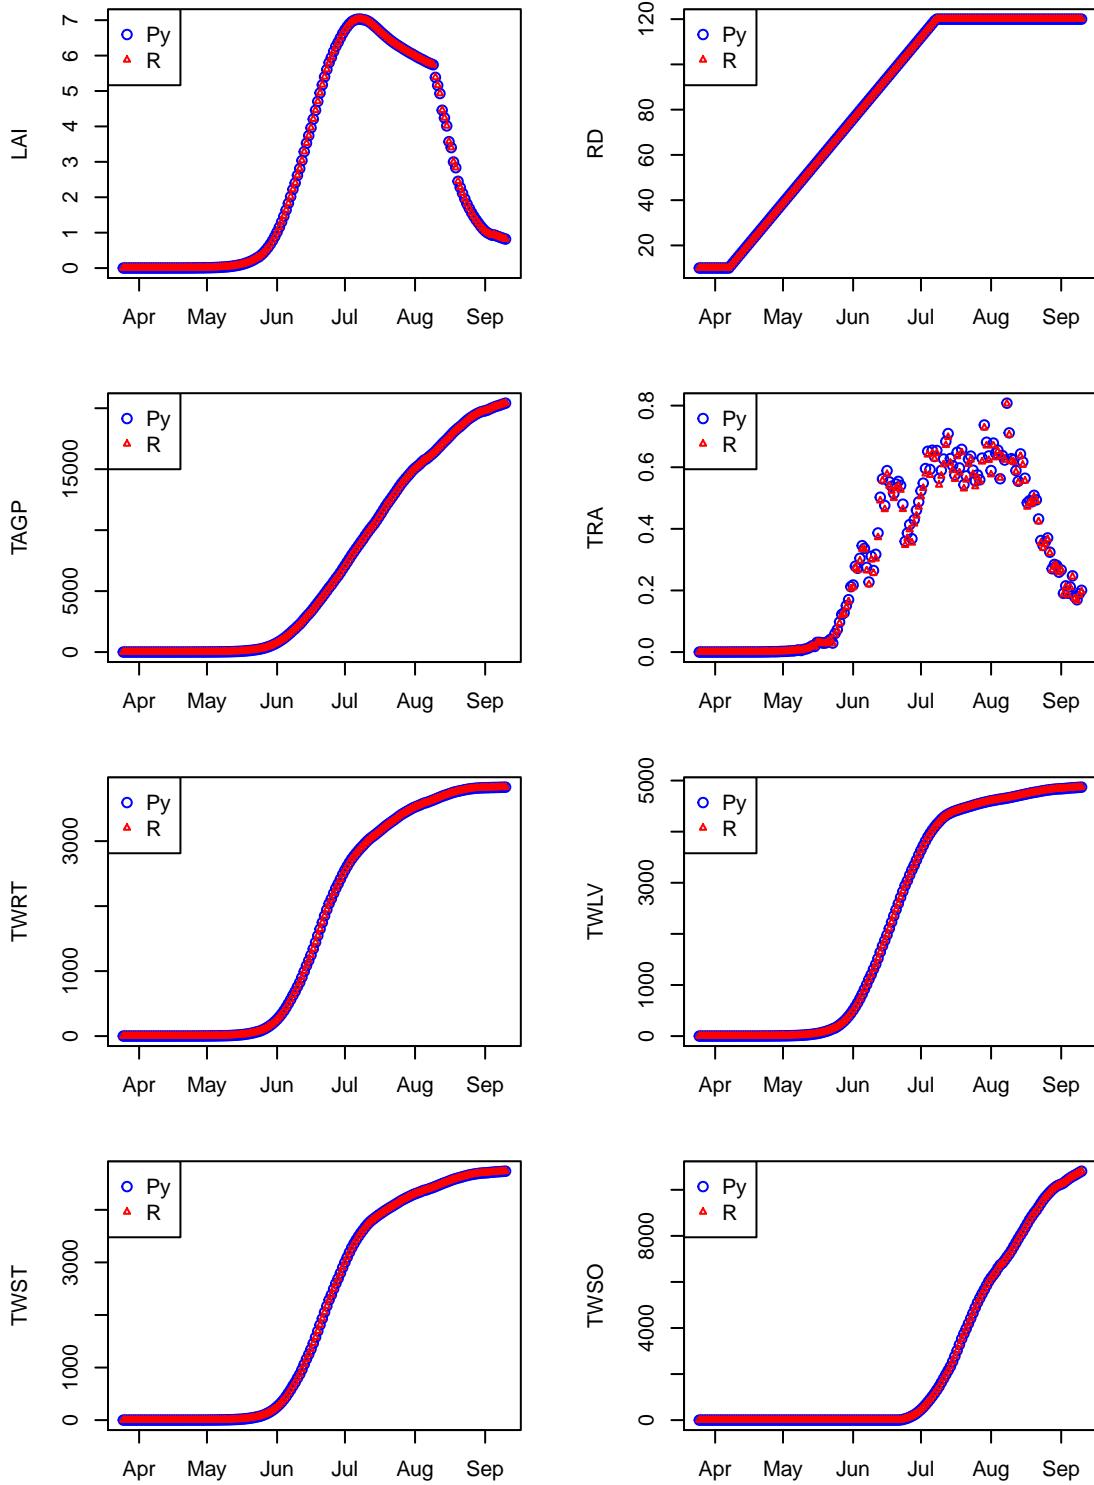 LAI
7
6
5
4
3
2
1
0
Py
R
Apr May Jun Jul Aug Sep
RD
120
80
60
40
20
Py
R
Apr May Jun Jul Aug Sep
TAGP
15000
5000
0
Py
R
Apr May Jun Jul Aug Sep
TRA
0.8
0.6
0.4
0.2
0.0
Py
R
Apr May Jun Jul Aug Sep
TWRT
3000
1000
0
Py
R
Apr May Jun Jul Aug Sep
TWLV
5000
3000
1000
0
Py
R
Apr May Jun Jul Aug Sep
TWST
3000
1000
0
Py
R
Apr May Jun Jul Aug Sep
TWSO
8000
4000
0
Py
R
Apr May Jun Jul Aug Sep